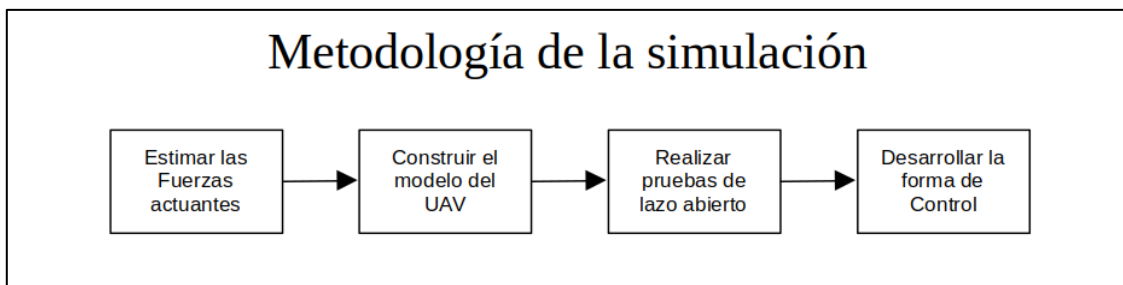 Metodología de la simulación
Estimar las
Fuerzas
actuantes
Construir el
modelo del
UAV
Realizar
pruebas de
lazo abierto
Desarrollar la
forma de
Control